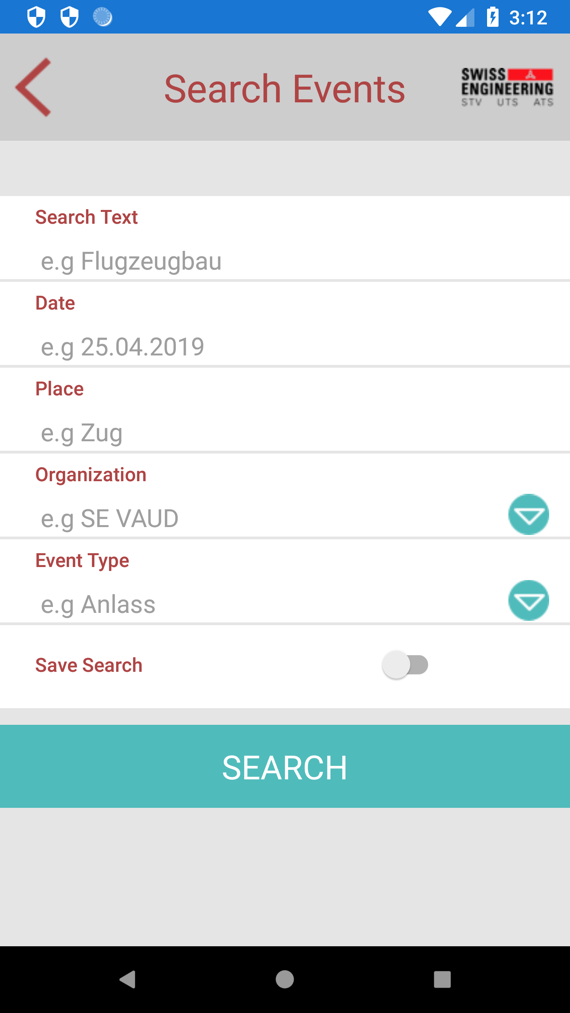 3:12
Search Events
SWISS
ENGINEERING
STV UTS ATS
Search Text
e.g Flugzeugbau
Date
e.g 25.04.2019
Place
e.g Zug
Organization
e.g SE VAUD
Event Type
e.g Anlass
Save Search
SEARCH